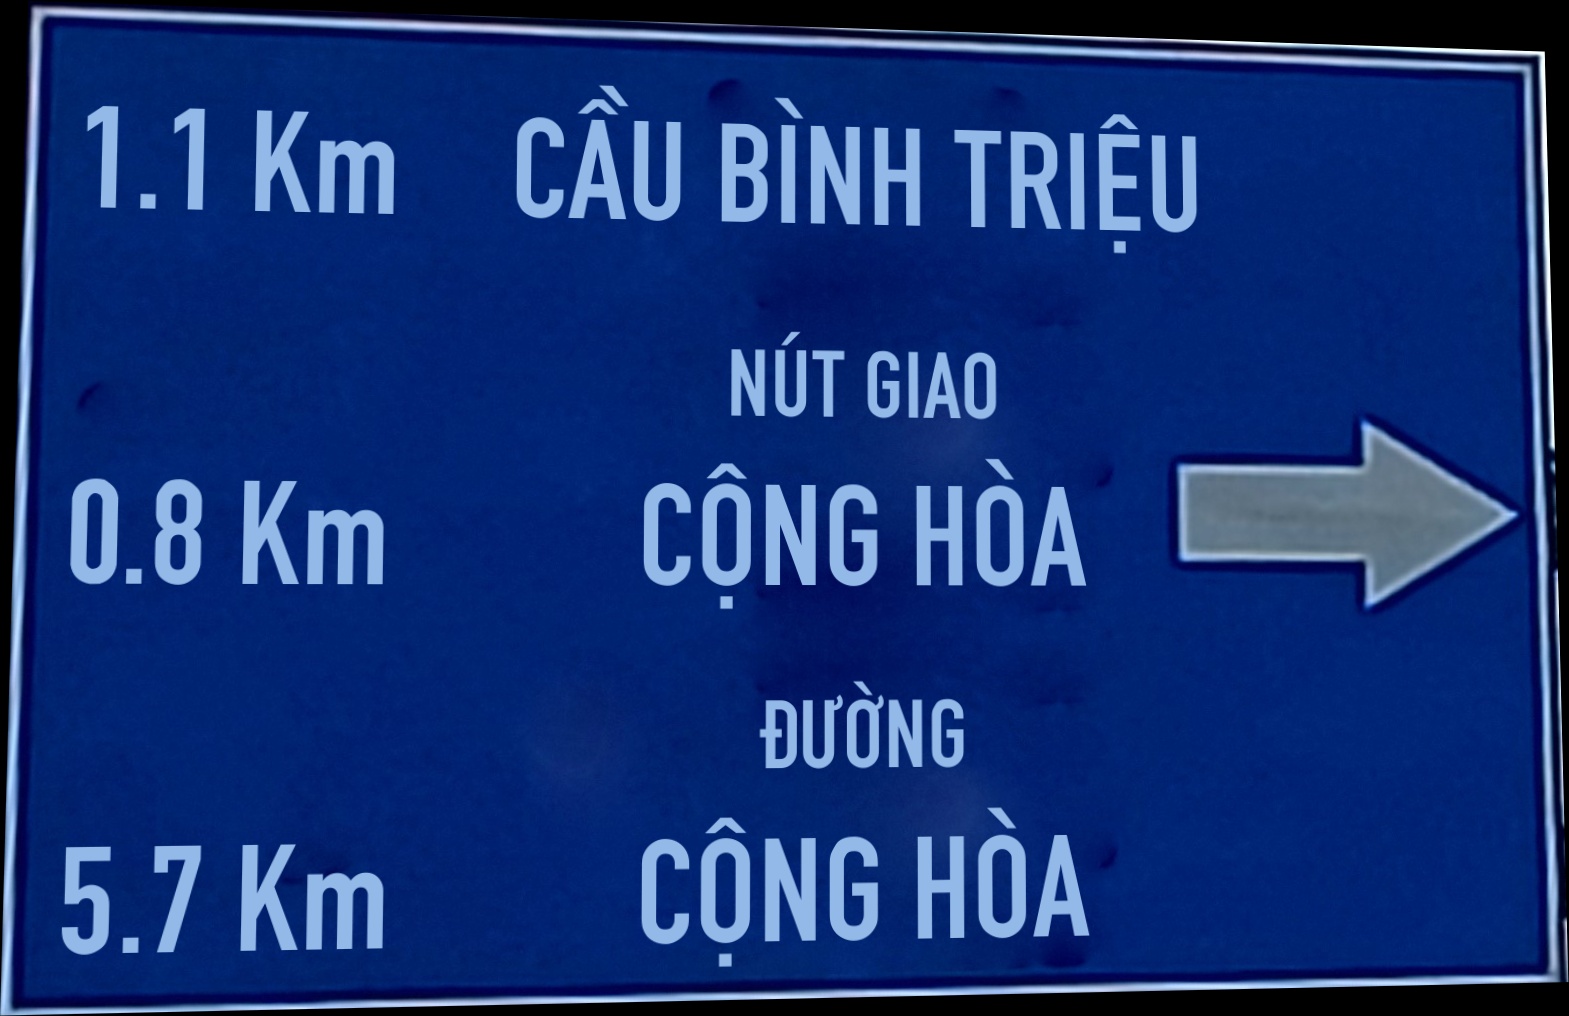 1.1 Km CẦU BÌNH TRIỆU
NÚT GIAO
0.8 Km CỘNG HÒA
ĐƯỜNG
5.7 Km CỘNG HÒA